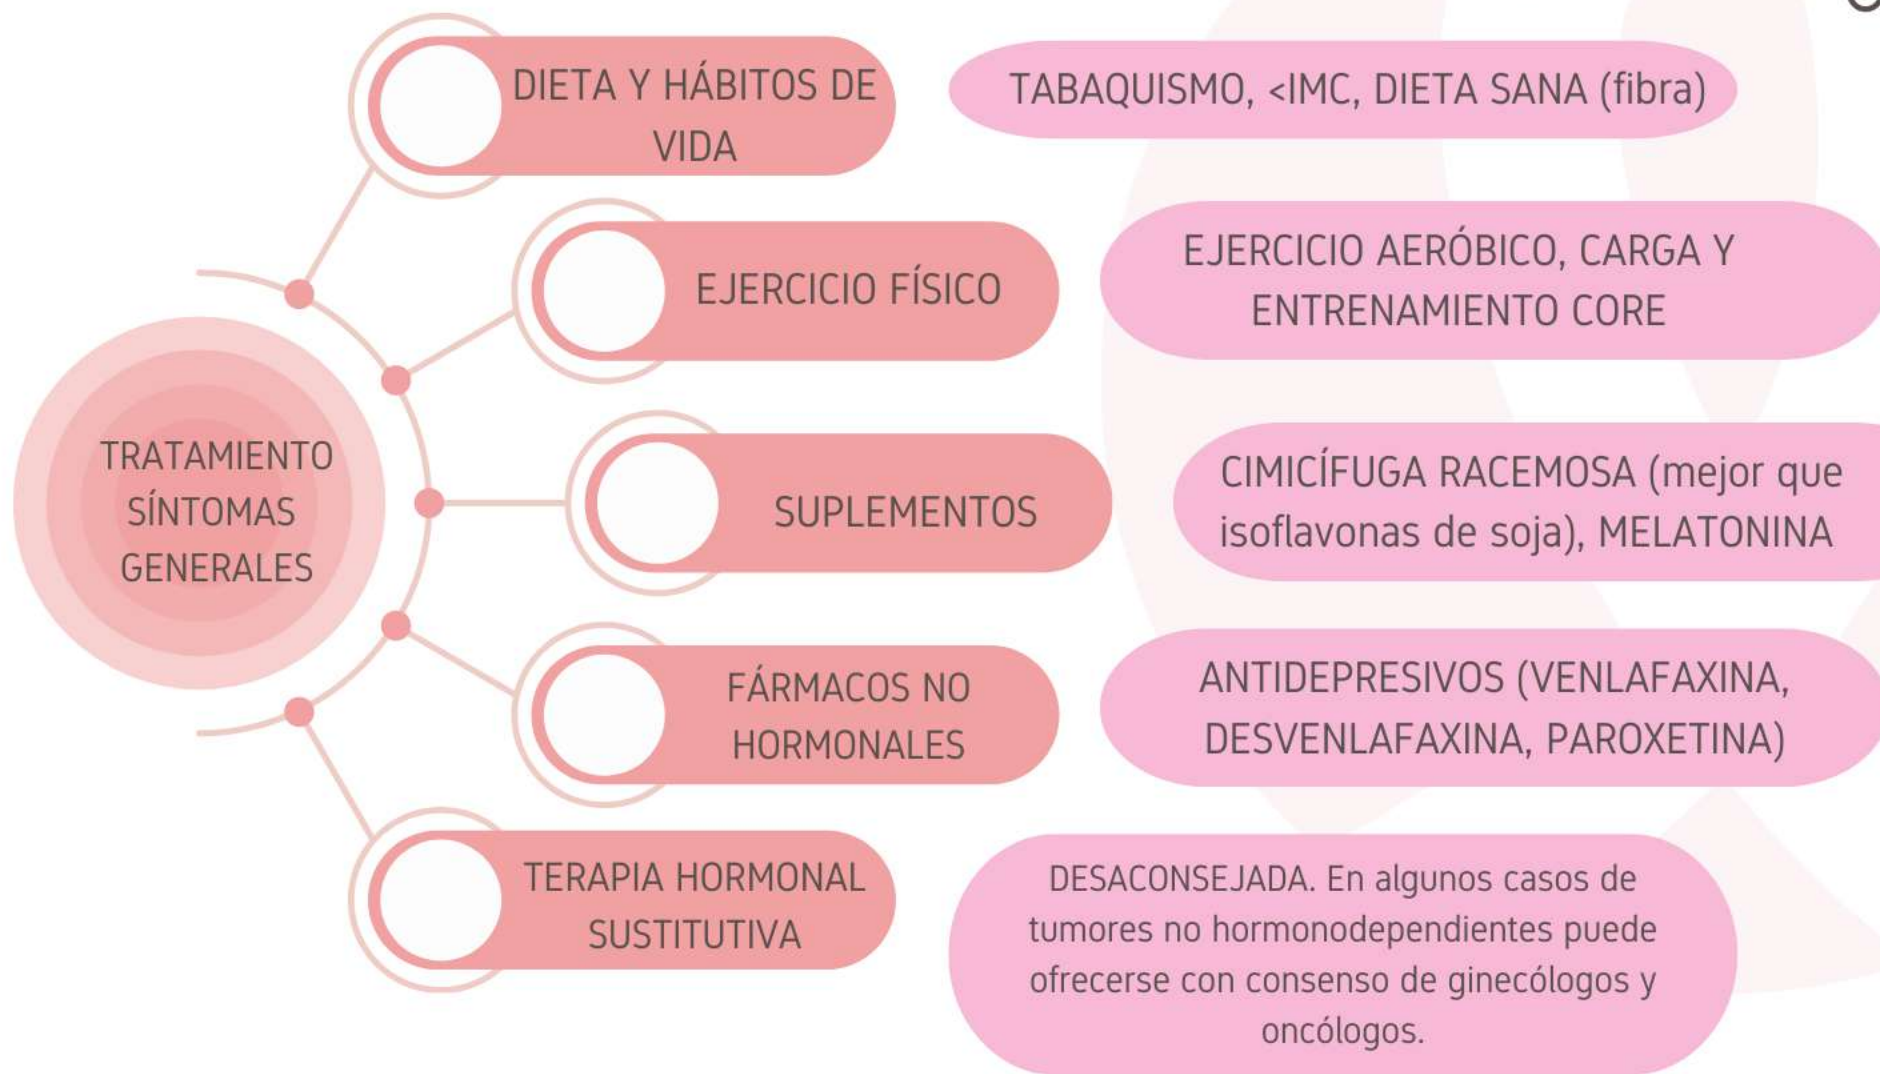 DIETA Y HÁBITOS DE
VIDA
TABAQUISMO, <IMC, DIETA SANA (fibra)
EJERCICIO FÍSICO
EJERCICIO AERÓBICO, CARGA Y
ENTRENAMIENTO CORE
TRATAMIENTO
SÍNTOMAS
GENERALES
SUPLEMENTOS
CIMICÍFUGA RACEMOSA (mejor que
isoflavonas de soja), MELATONINA
FÁRMACOS NO
HORMONALES
ANTIDEPRESIVOS (VENLAFAXINA,
DESVENLAFAXINA, PAROXETINA)
TERAPIA HORMONAL
SUSTITUTIVA
DESACONSEJADA. En algunos casos de
tumores no hormonodependientes puede
ofrecerse con consenso de ginecólogos y
oncólogos.